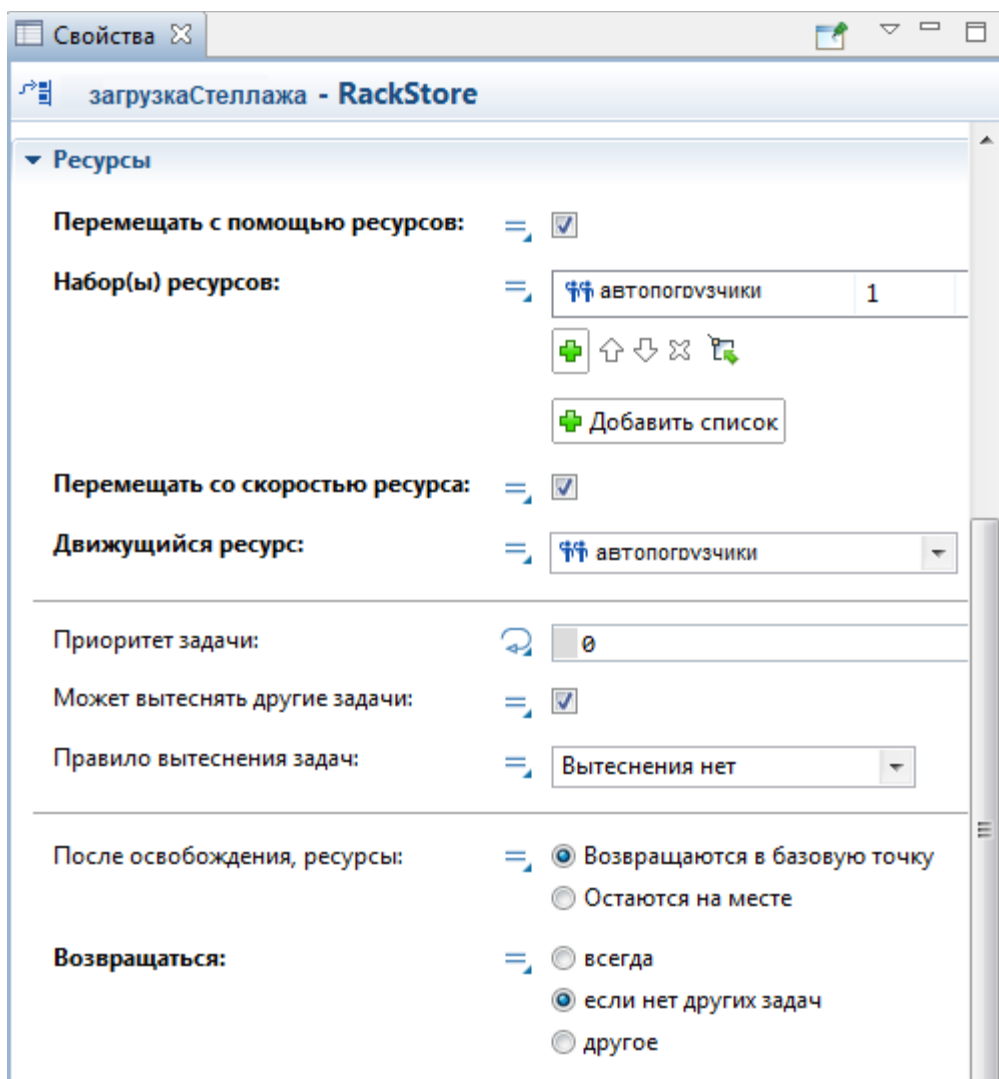 Свойства
загрузкаСтеллажа - RackStore
Ресурсы
Перемещать с помощью ресурсов:
Набор(ы) ресурсов: автопогрузчики 1
Добавить список
Перемещать со скоростью ресурса:
Движущийся ресурс: автопогрузчики
Приоритет задачи: 0
Может вытеснять другие задачи:
Правило вытеснения задач: Вытеснения нет
После освобождения, ресурсы: Возвращаются в базовую точку
Остаются на месте
Возвращаться: всегда
если нет других задач
другое